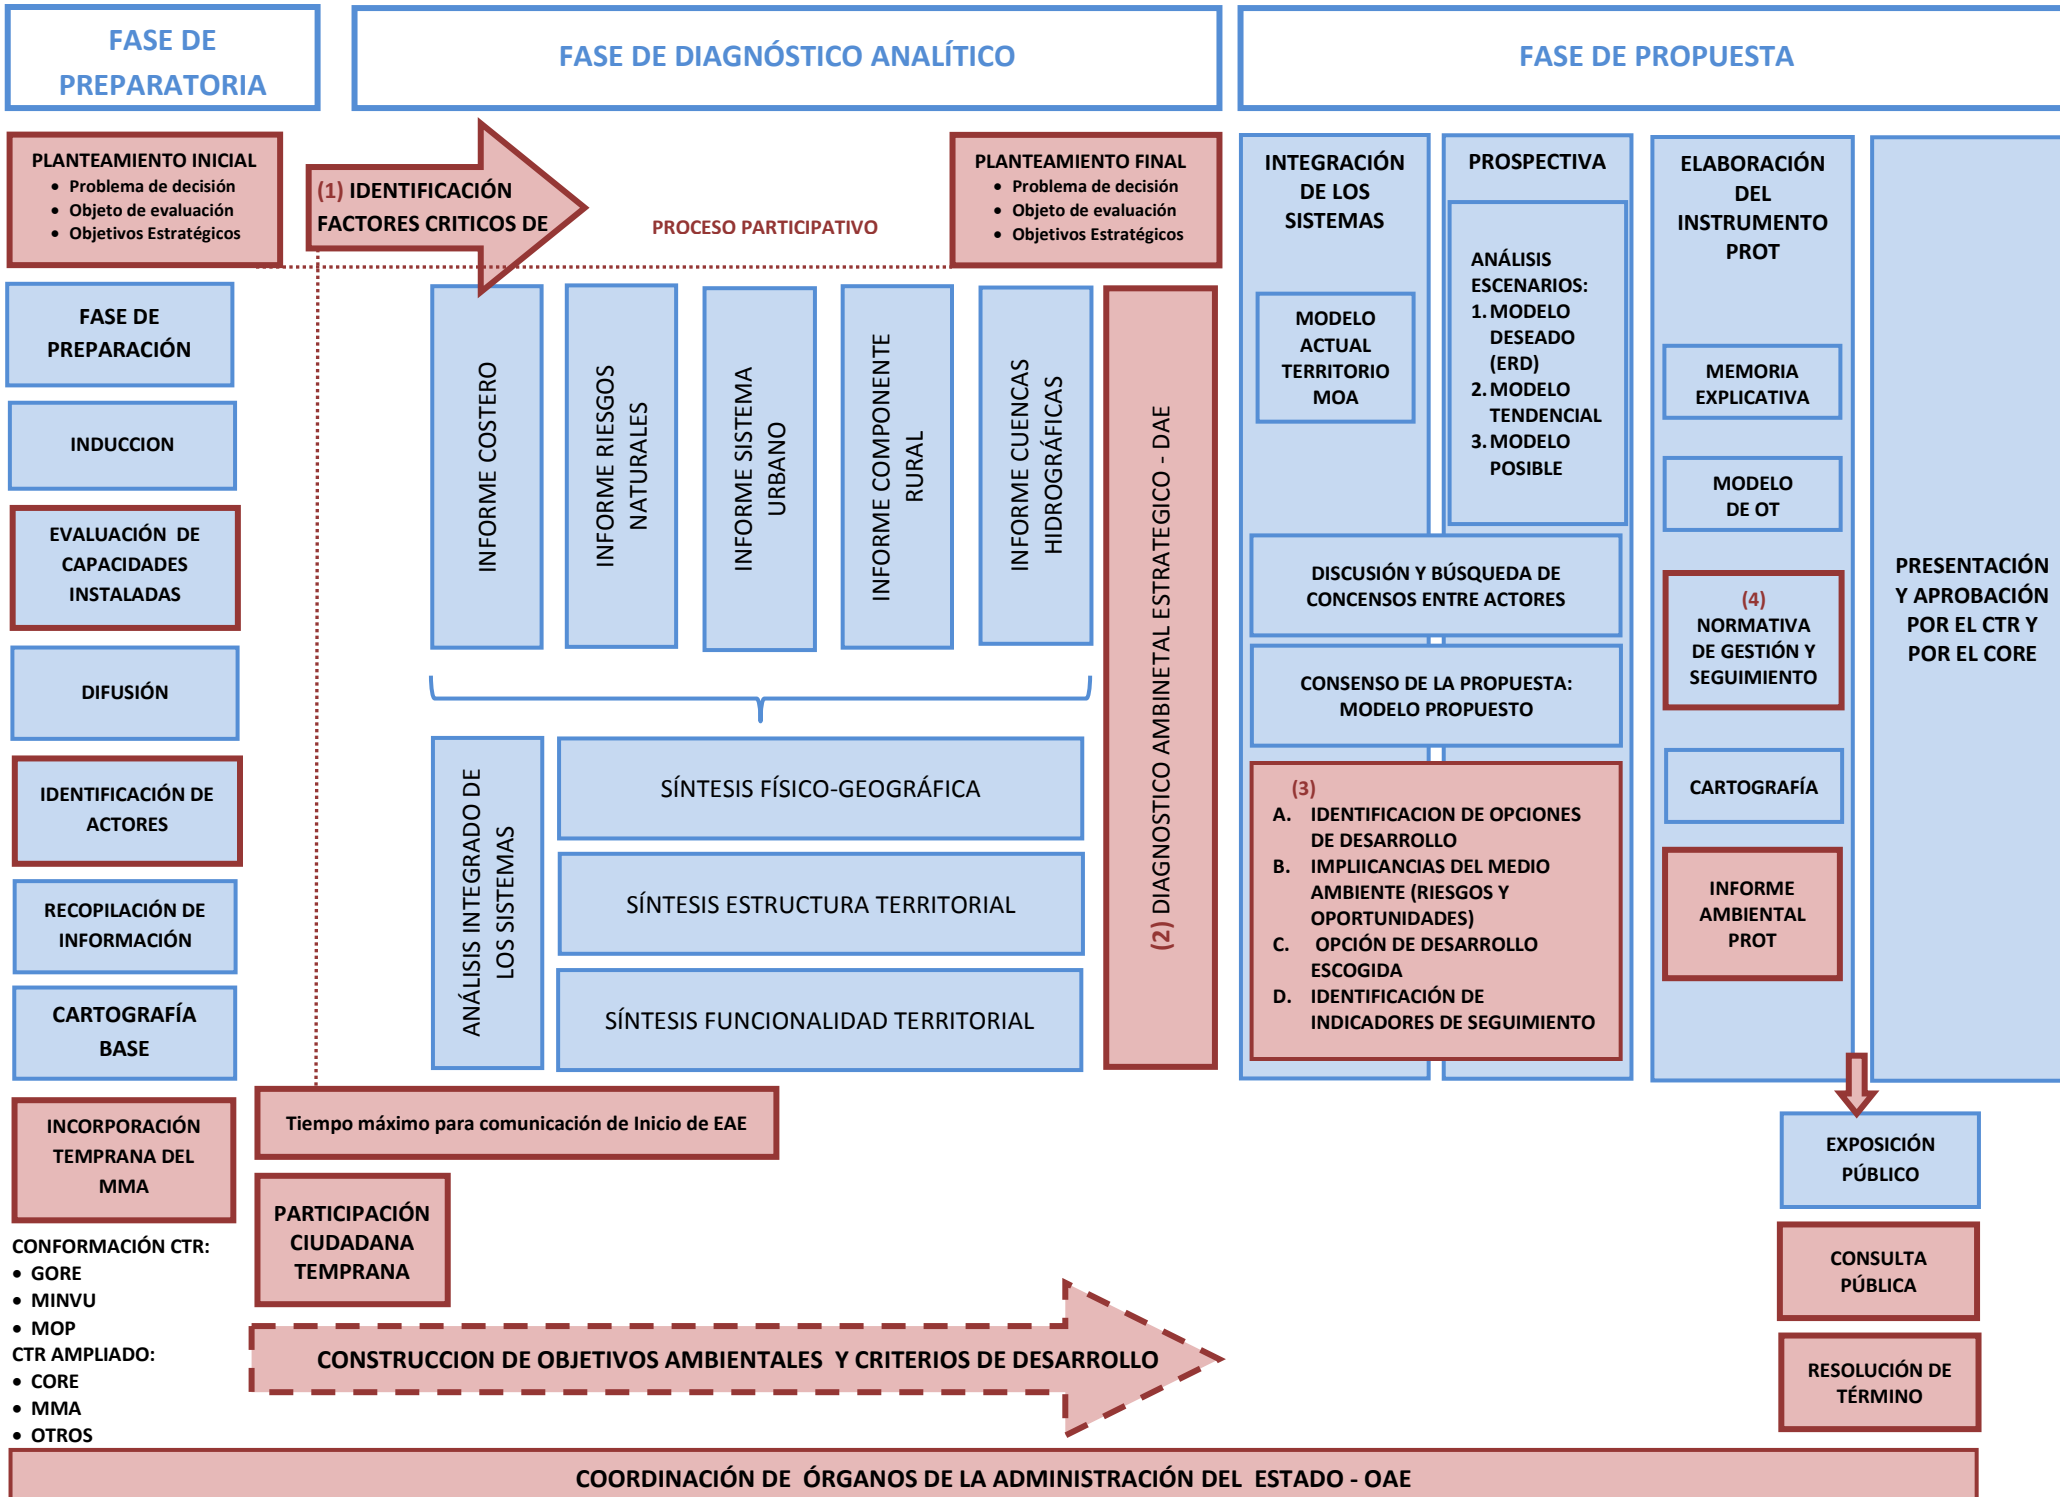 FASE DE
PREPARATORIA
FASE DE DIAGNÓSTICO ANALÍTICO
FASE DE PROPUESTA
PLANTEAMIENTO INICIAL
• Problema de decisión
• Objeto de evaluación
• Objetivos Estratégicos
(1) IDENTIFICACIÓN
FACTORES CRITICOS DE
PROCESO PARTICIPATIVO
PLANTEAMIENTO FINAL
• Problema de decisión
• Objeto de evaluación
• Objetivos Estratégicos
FASE DE
PREPARACIÓN
INDUCCION
EVALUACIÓN DE
CAPACIDADES
INSTALADAS
DIFUSIÓN
IDENTIFICACIÓN DE
ACTORES
RECOPILACIÓN DE
INFORMACIÓN
CARTOGRAFÍA
BASE
INCORPORACIÓN
TEMPRANA DEL
MMA
CONFORMACIÓN CTR:
• GORE
• MINVU
• MOP
CTR AMPLIADO:
• CORE
• MMA
• OTROS
INFORME COSTERO
INFORME RIESGOS
NATURALES
INFORME SISTEMA
URBANO
INFORME COMPONENTE
RURAL
INFORME CUENCAS
HIDROGRÁFICAS
ANÁLISIS INTEGRADO DE
LOS SISTEMAS
SÍNTESIS FÍSICO-GEOGRÁFICA
SÍNTESIS ESTRUCTURA TERRITORIAL
SÍNTESIS FUNCIONALIDAD TERRITORIAL
(2) DIAGNOSTICO AMBINETAL ESTRATEGICO - DAE
Tiempo máximo para comunicación de Inicio de EAE
PARTICIPACIÓN
CIUDADANA
TEMPRANA
CONSTRUCCION DE OBJETIVOS AMBIENTALES Y CRITERIOS DE DESARROLLO
INTEGRACIÓN
DE LOS
SISTEMAS
MODELO
ACTUAL
TERRITORIO
MOA
PROSPECTIVA
ANÁLISIS
ESCENARIOS:
1. MODELO
DESEADO
(ERD)
2. MODELO
TENDENCIAL
3. MODELO
POSIBLE
DISCUSIÓN Y BÚSQUEDA DE
CONCENSOS ENTRE ACTORES
CONSENSO DE LA PROPUESTA:
MODELO PROPUESTO
(3)
A. IDENTIFICACION DE OPCIONES
DE DESARROLLO
B. IMPLIICANCIAS DEL MEDIO
AMBIENTE (RIESGOS Y
OPORTUNIDADES)
C. OPCIÓN DE DESARROLLO
ESCOGIDA
D. IDENTIFICACIÓN DE
INDICADORES DE SEGUIMIENTO
ELABORACIÓN
DEL
INSTRUMENTO
PROT
MEMORIA
EXPLICATIVA
MODELO
DE OT
(4)
NORMATIVA
DE GESTIÓN Y
SEGUIMIENTO
CARTOGRAFÍA
INFORME
AMBIENTAL
PROT
PRESENTACIÓN
Y APROBACIÓN
POR EL CTR Y
POR EL CORE
EXPOSICIÓN
PÚBLICO
CONSULTA
PÚBLICA
RESOLUCIÓN DE
TÉRMINO
COORDINACIÓN DE ÓRGANOS DE LA ADMINISTRACIÓN DEL ESTADO - OAE